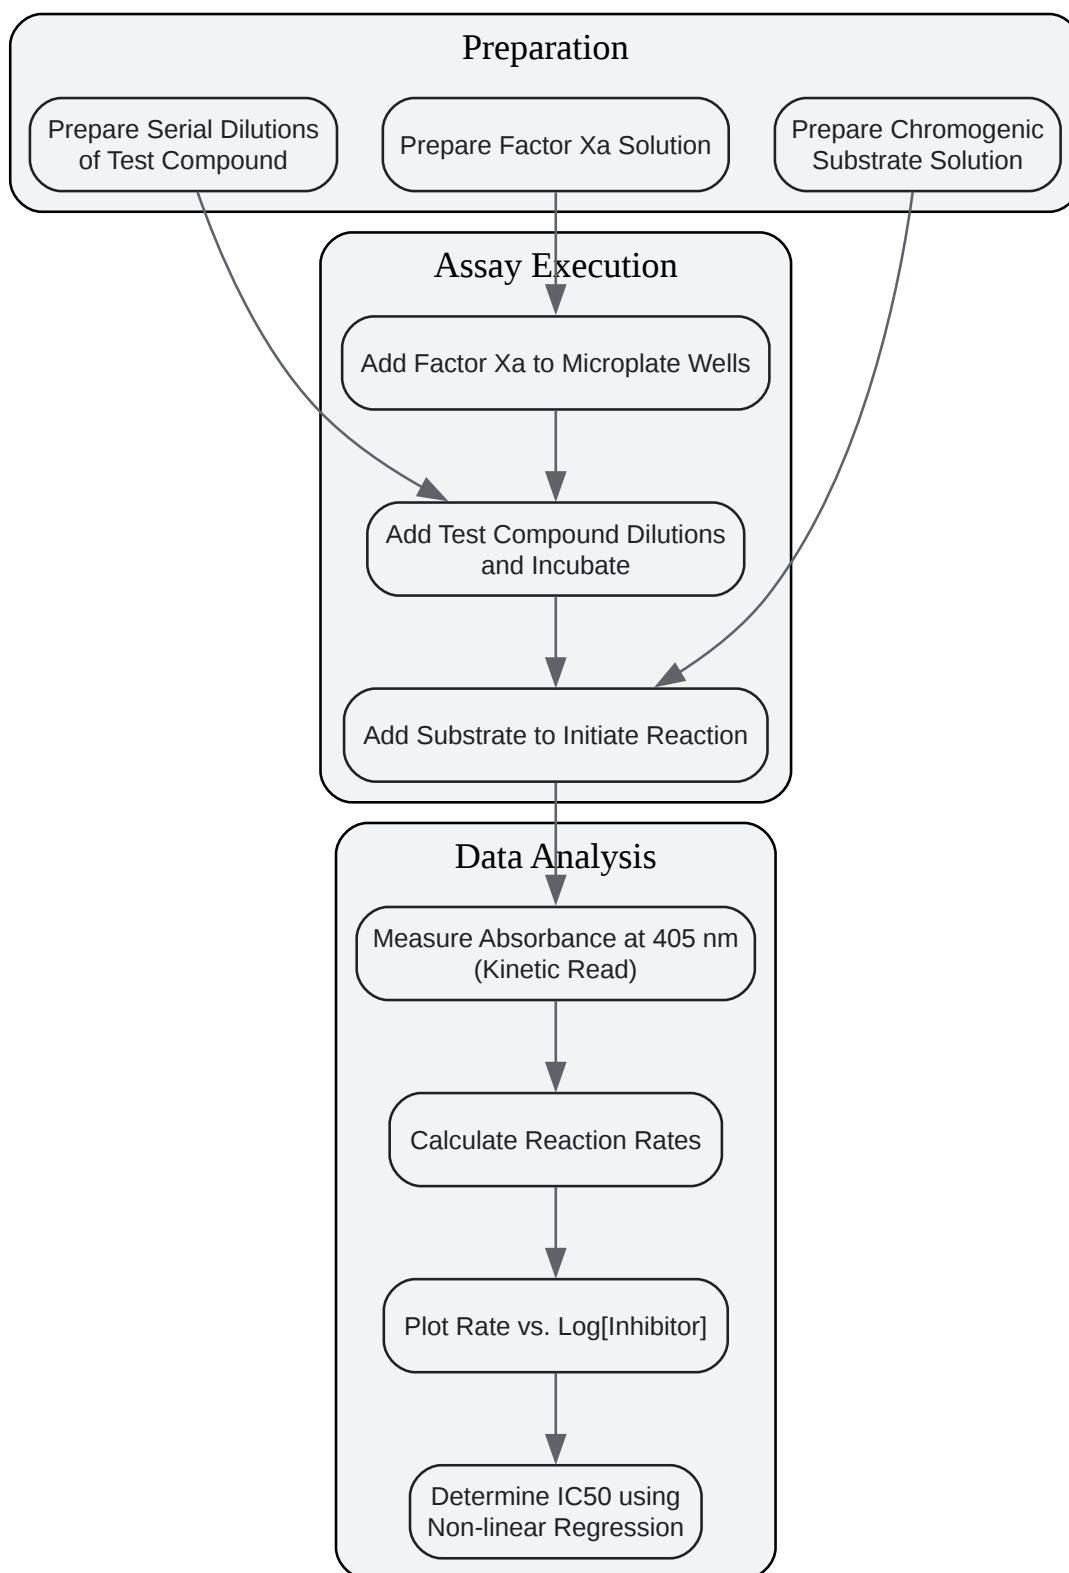 Preparation
Prepare Serial Dilutions
of Test Compound
Prepare Factor Xa Solution
Prepare Chromogenic
Substrate Solution
Assay Execution
Add Factor Xa to Microplate Wells
Add Test Compound Dilutions
and Incubate
Add Substrate to Initiate Reaction
Data Analysis
Measure Absorbance at 405 nm
(Kinetic Read)
Calculate Reaction Rates
Plot Rate vs. Log[Inhibitor]
Determine IC50 using
Non-linear Regression